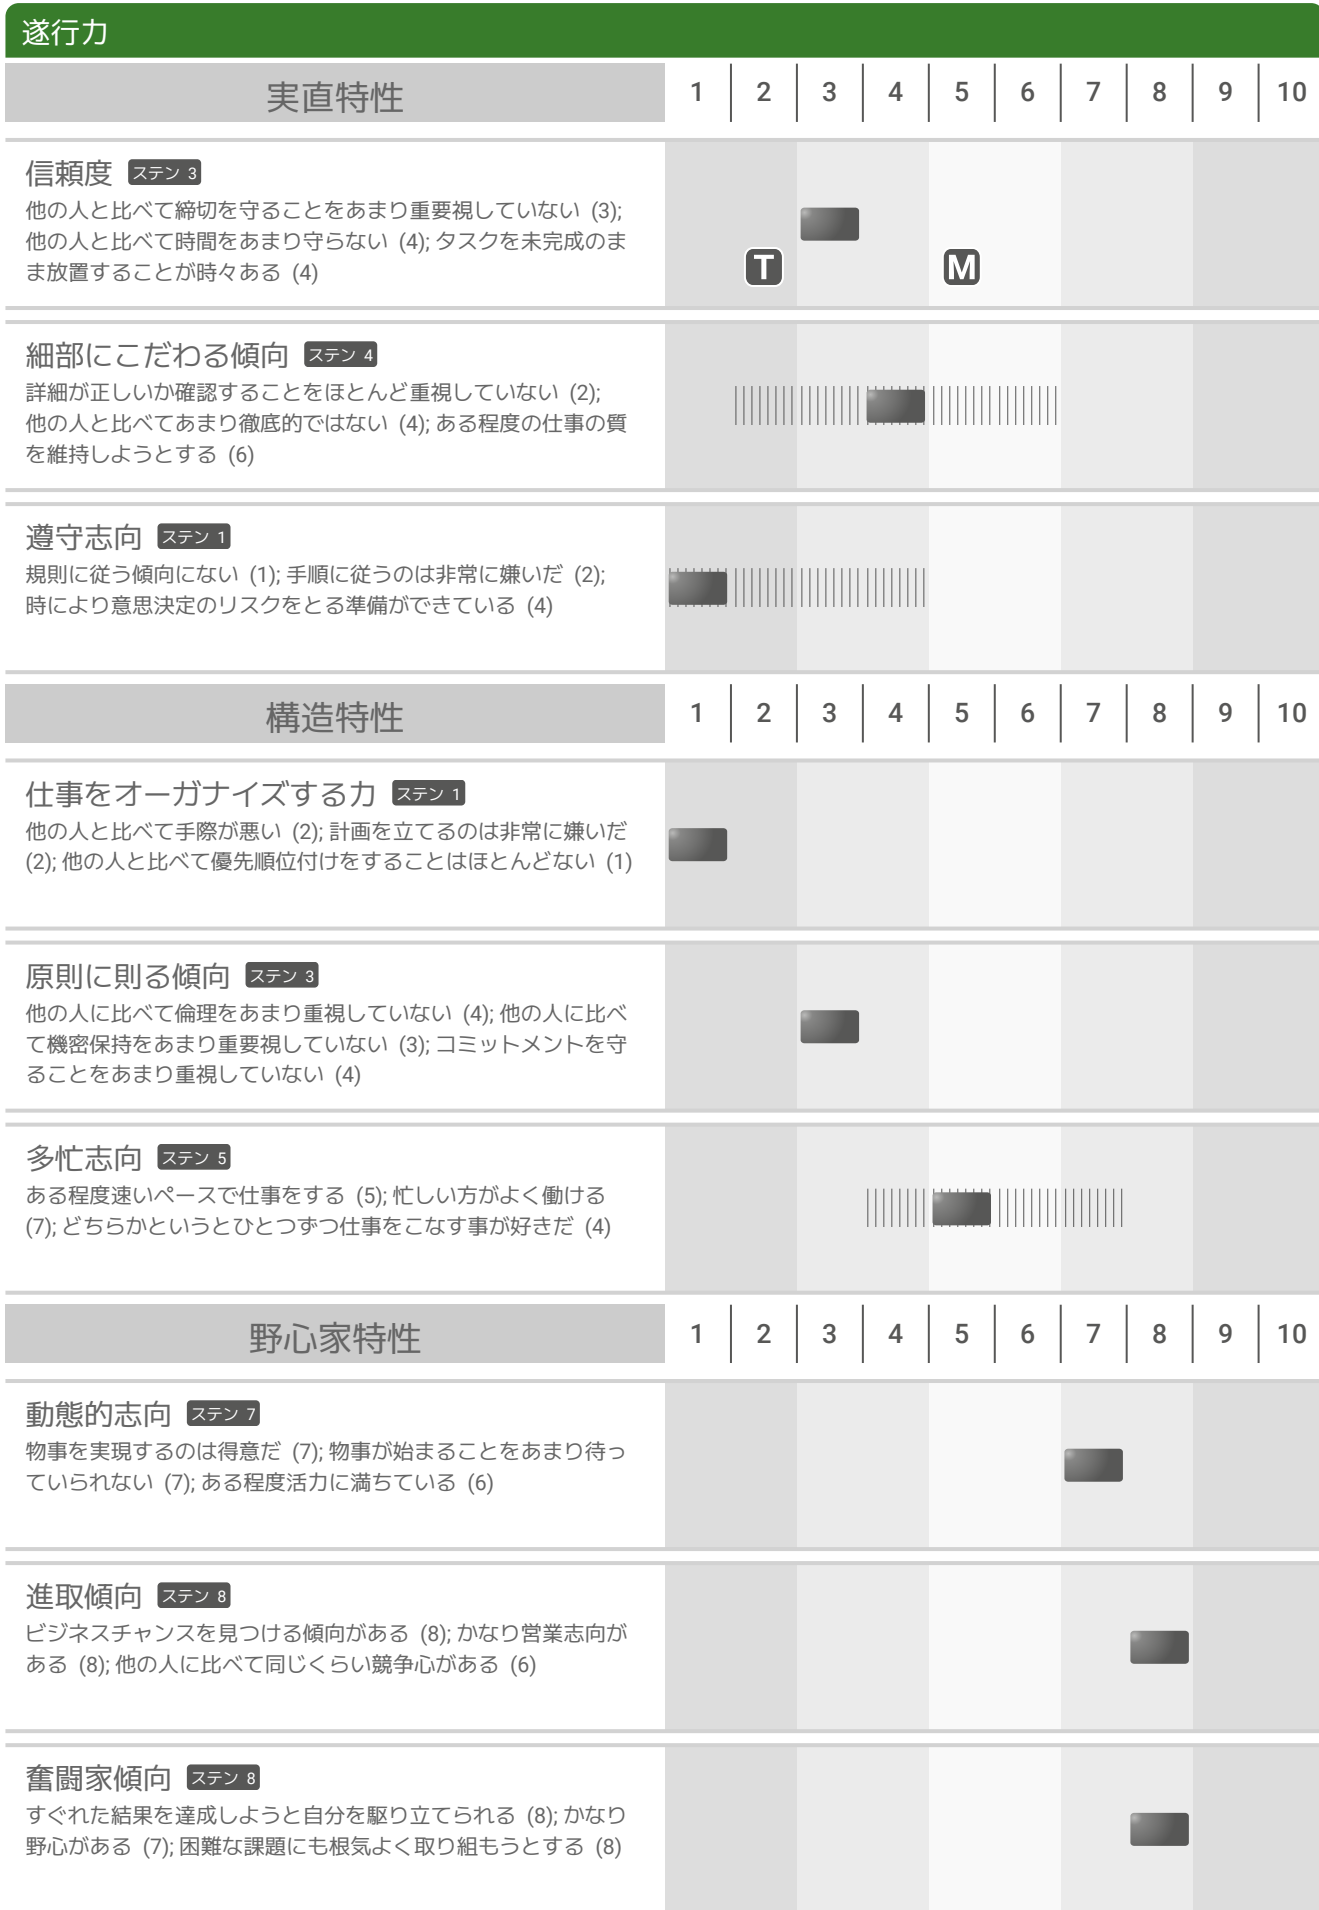 遂行力
実直特性 1 2 3 4 5 6 7 8 9 10
信頼度 ステン 3
他の人と比べて締切を守ることをあまり重要視していない (3);
他の人と比べて時間をあまり守らない (4); タスクを未完成のま
ま放置することが時々ある (4)
T M
細部にこだわる傾向 ステン 4
詳細が正しいか確認することをほとんど重視していない (2);
他の人と比べてあまり徹底的ではない (4); ある程度の仕事の質
を維持しようとする (6)
遵守志向 ステン 1
規則に従う傾向にない (1); 手順に従うのは非常に嫌いだ (2);
時により意思決定のリスクをとる準備ができている (4)
構造特性 1 2 3 4 5 6 7 8 9 10
仕事をオーガナイズする力 ステン 1
他の人と比べて手際が悪い (2); 計画を立てるのは非常に嫌いだ
(2); 他の人と比べて優先順位付けをすることはほとんどない (1)
原則に則る傾向 ステン 3
他の人に比べて倫理をあまり重視していない (4); 他の人に比べ
て機密保持をあまり重要視していない (3); コミットメントを守
ることをあまり重視していない (4)
多忙志向 ステン 5
ある程度速いペースで仕事をする (5); 忙しい方がよく働ける
(7); どちらかというとひとつずつ仕事をこなす事が好きだ (4)
野心家特性 1 2 3 4 5 6 7 8 9 10
動態的志向 ステン 7
物事を実現するのは得意だ (7); 物事が始まることをあまり待っ
ていられない (7); ある程度活力に満ちている (6)
進取傾向 ステン 8
ビジネスチャンスを見つける傾向がある (8); かなり営業志向が
ある (8); 他の人に比べて同じくらい競争心がある (6)
奮闘家傾向 ステン 8
すぐれた結果を達成しようと自分を駆り立てられる (8); かなり
野心がある (7); 困難な課題にも根気よく取り組もうとする (8)